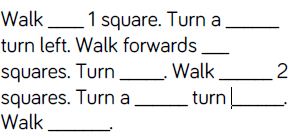 Walk ____ 1 square. Turn a ______
turn left. Walk forwards ___
squares. Turn _____. Walk ______ 2
squares. Turn a ______ turn ______.
Walk _______.